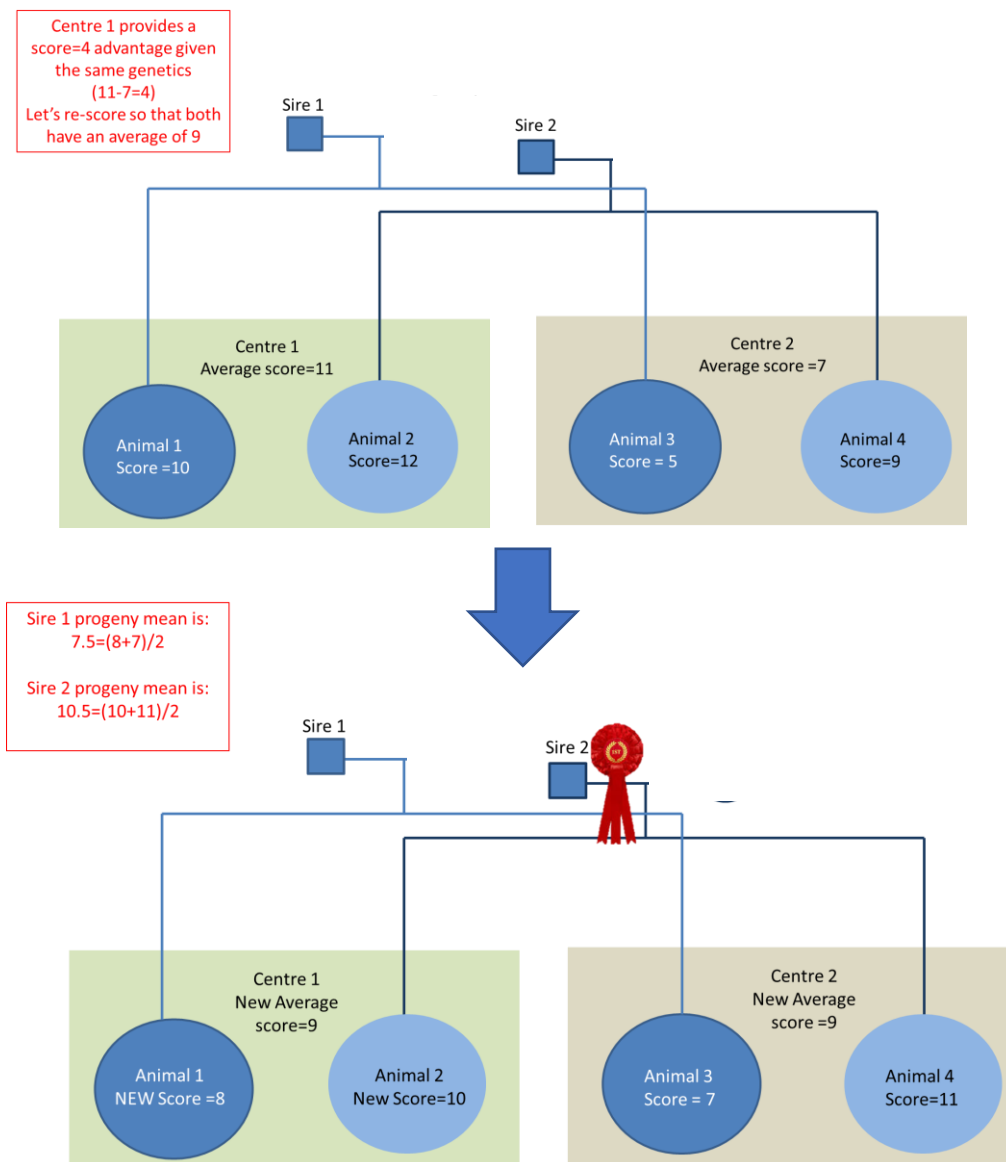 Centre 1 provides a
score=4 advantage given
the same genetics
(11-7=4)
Let's re-score so that both
have an average of 9
Sire 1
Sire 2
Centre 1
Average score=11
Centre 2
Average score =7
Animal 1
Score =10
Animal 2
Score=12
Animal 3
Score = 5
Animal 4
Score=9
Sire 1 progeny mean is:
7.5=(8+7)/2
Sire 2 progeny mean is:
10.5=(10+11)/2
Sire 1
Sire 2
1ST
Centre 1
New Average
score=9
Centre 2
New Average
score =9
Animal 1
NEW Score =8
Animal 2
New Score=10
Animal 3
Score = 7
Animal 4
Score=11